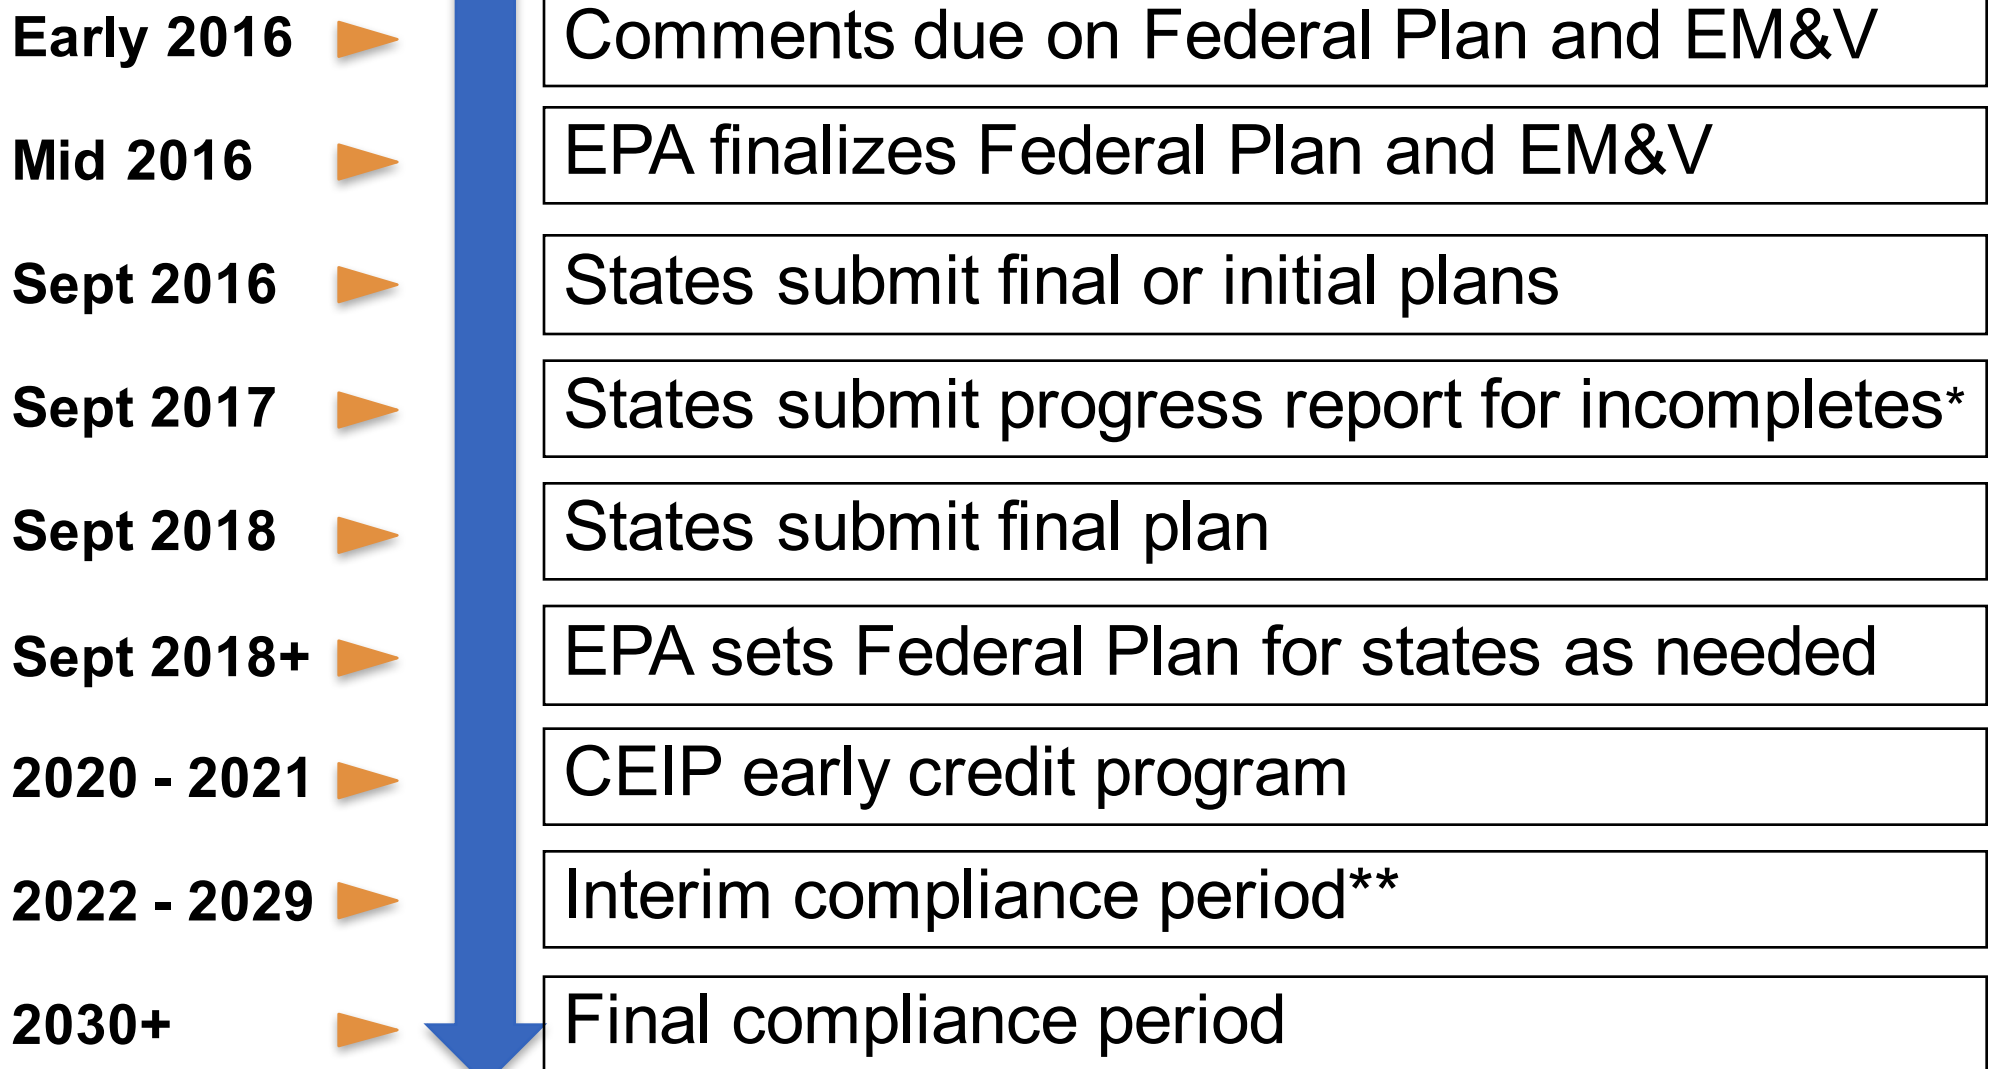 Early 2016 Comments due on Federal Plan and EM&V
Mid 2016 EPA finalizes Federal Plan and EM&V
Sept 2016 States submit final or initial plans
Sept 2017 States submit progress report for incompletes*
Sept 2018 States submit final plan
Sept 2018+ EPA sets Federal Plan for states as needed
2020 - 2021 CEIP early credit program
2022 - 2029 Interim compliance period**
2030+ Final compliance period